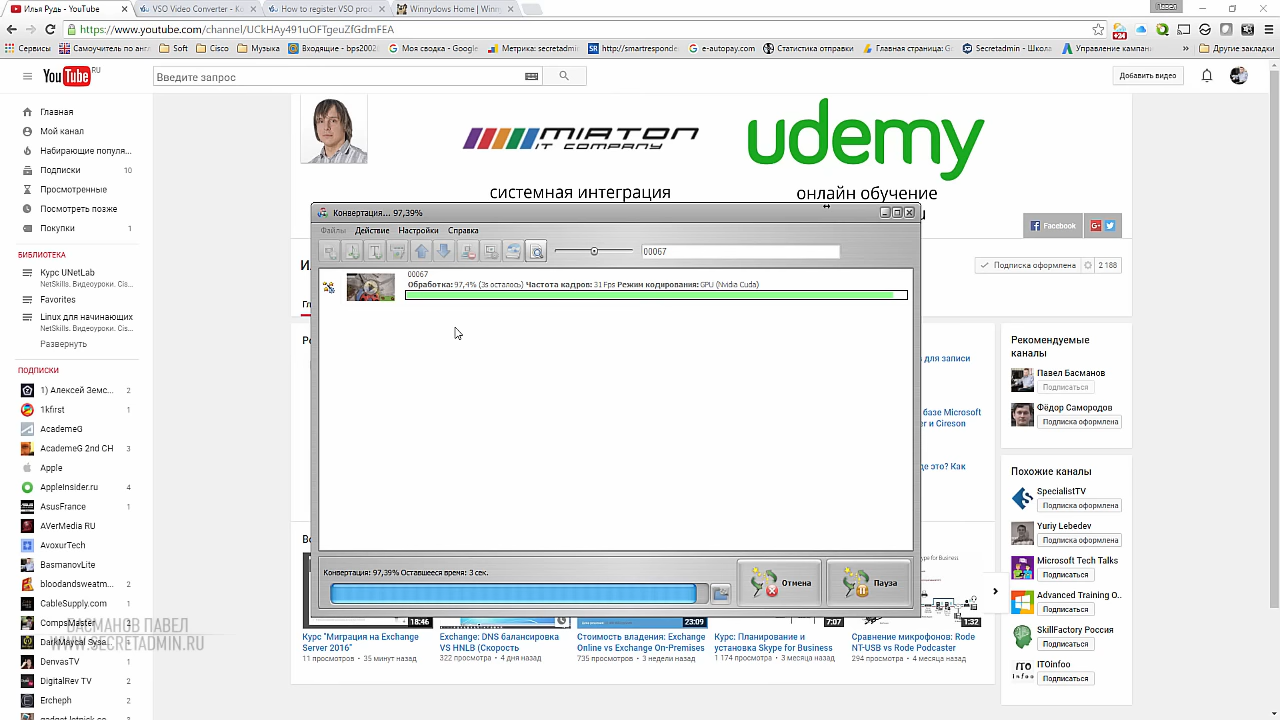 Илья Рудь - YouTube
VSO Video Converter - К
How to register VSO prod
Winnydows Home | Winn
Павел
https://www.youtube.com/channel/UCkHAy491uOFTgeuZfGdmFEA
Сервисы
Самоучитель по англ
Soft
Cisco
Музыка
Входящие - bps2002
Моя сводка - Google
Метрика: secretadmin
http://smartresponder
e-autopay.com
Статистика отправки
Главная страница: G
Secretadmin - Школа
Управление кампан
Другие закладки
YouTube RU
Введите запрос
Добавить видео
Главная
Мой канал
Набирающие популя...
Подписки 10
Просмотренные
Посмотреть позже
Покупки 1
БИБЛИОТЕКА
Курс UNetLab
NetSkills. Видеоуроки. Cis...
Favorites
Linux для начинающих
NetSkills. Видеоуроки. Cis...
Развернуть
ПОДПИСКИ
1) АлексейЗемс... 2
1kfirst 1
AcademeG
AcademeG 2nd CH 3
Apple
AppleInsider.ru 4
AsusFrance 1
AVerMedia RU
AvoxurTech
BasmanovLite
bloodandsweatm... 2
CableSupply.com 1
CompsMaster
DenvasTV 1
DigitalRev TV 2
Ercheph 2
БАСМАНОВ ПАВЕЛ
WWW.SECRETADMIN.RU
MIRTON
IT COMPANY
udemy
системная интеграция
онлайн обучение
Facebook
Подписка оформлена
2 188
Конвертация... 97,39%
Файлы Действие Настройки Справка
00067
00067
Обработка: 97,4% (3s осталось) Частота кадров: 31 Fps Режим кодирования: GPU (Nvidia Cuda)
Конвертация: 97,39% Оставшееся время: 3 сек.
Отмена
Пауза
для записи
базе Microsoft
r и Cireson
де это? Как
18:46
23:09
7:07
1:32
Курс "Миграция на Exchange
Server 2016"
11 просмотров • 35 минут назад
Exchange: DNS балансировка
VS HNLB (Скорость
322 просмотра • 4 дня назад
Стоимость владения: Exchange
Online vs Exchange On-Premises
735 просмотров • 3 недели назад
Курс: Планирование и
установка Skype for Business
1 174 просмотра • 3 месяца назад
Сравнение микрофонов: Rode
NT-USB vs Rode Podcaster
294 просмотра • 4 месяца назад
Рекомендуемые
каналы
Павел Басманов
Подписаться
Фёдор Самородов
Подписка оформлена
Похожие каналы
SpecialistTV
Подписка оформлена
Yuriy Lebedev
Подписка оформлена
Microsoft Tech Talks
Подписаться
Advanced Training O..
Подписаться
SkillFactory Россия
Подписаться
ITOinfoo
Подписаться